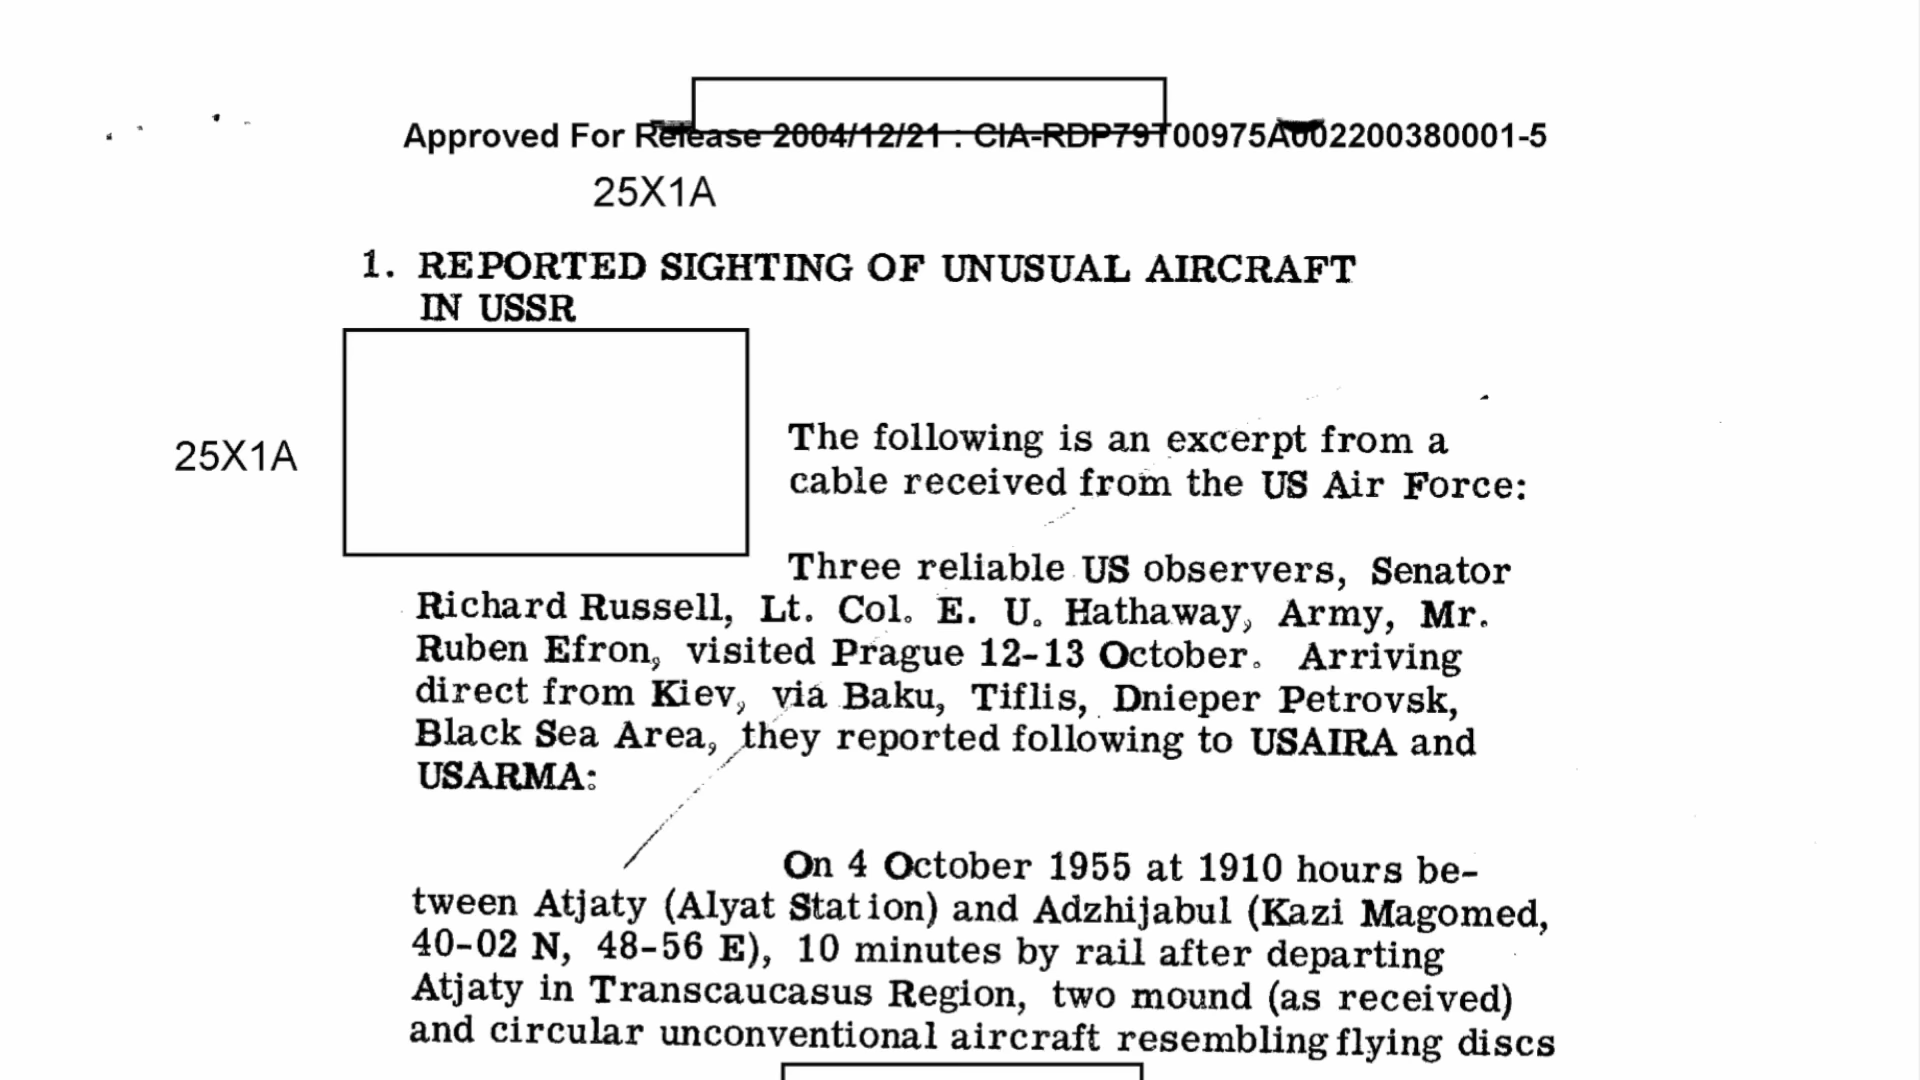 Approved For Release 2004/12/21 : CIA-RDP79T00975A002200380001-5
25X1A
1. REPORTED SIGHTING OF UNUSUAL AIRCRAFT
IN USSR
25X1A
The following is an excerpt from a
cable received from the US Air Force:
Three reliable US observers, Senator
Richard Russell, Lt. Col. E. U. Hathaway, Army, Mr.
Ruben Efron, visited Prague 12-13 October. Arriving
direct from Kiev, via Baku, Tiflis, Dnieper Petrovsk,
Black Sea Area, they reported following to USAIRA and
USARMA:
On 4 October 1955 at 1910 hours be-
tween Atjaty (Alyat Station) and Adzhijabul (Kazi Magomed,
40-02 N, 48-56 E), 10 minutes by rail after departing
Atjaty in Transcaucasus Region, two mound (as received)
and circular unconventional aircraft resembling flying discs